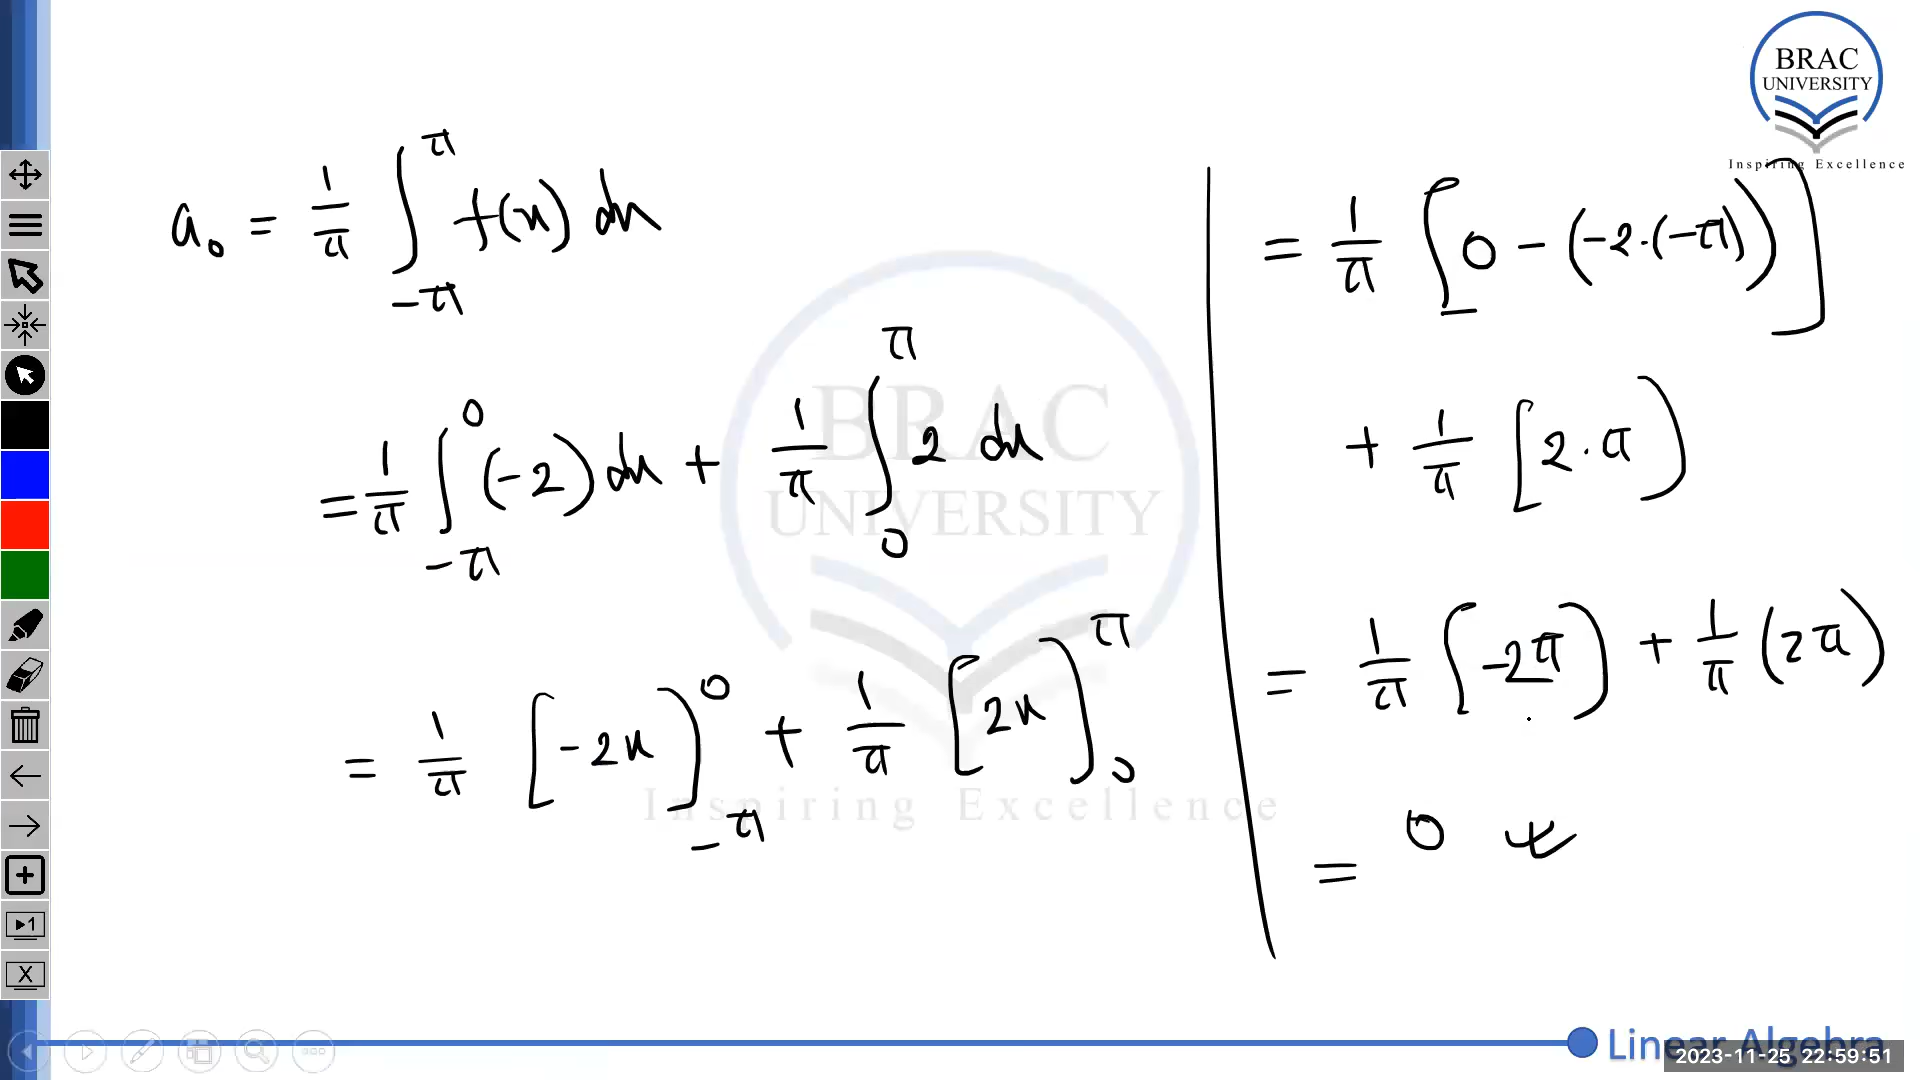 BRAC
UNIVERSITY
Inspiring Excellence
a₀ = 1/π ∫_{-π}^{π} f(x) dx
= 1/π ∫_{-π}^{0} (-2) dx + 1/π ∫_{0}^{π} 2 dx
= 1/π [-2x]_{-π}^{0} + 1/π [2x]_{0}^{π}
= 1/π [0 - (-2·(-π))]
+ 1/π [2·π]
= 1/π [-2π] + 1/π (2π)
= 0
BRAC
UNIVERSITY
Inspiring Excellence
Linear Algebra
2023-11-25 22:59:51